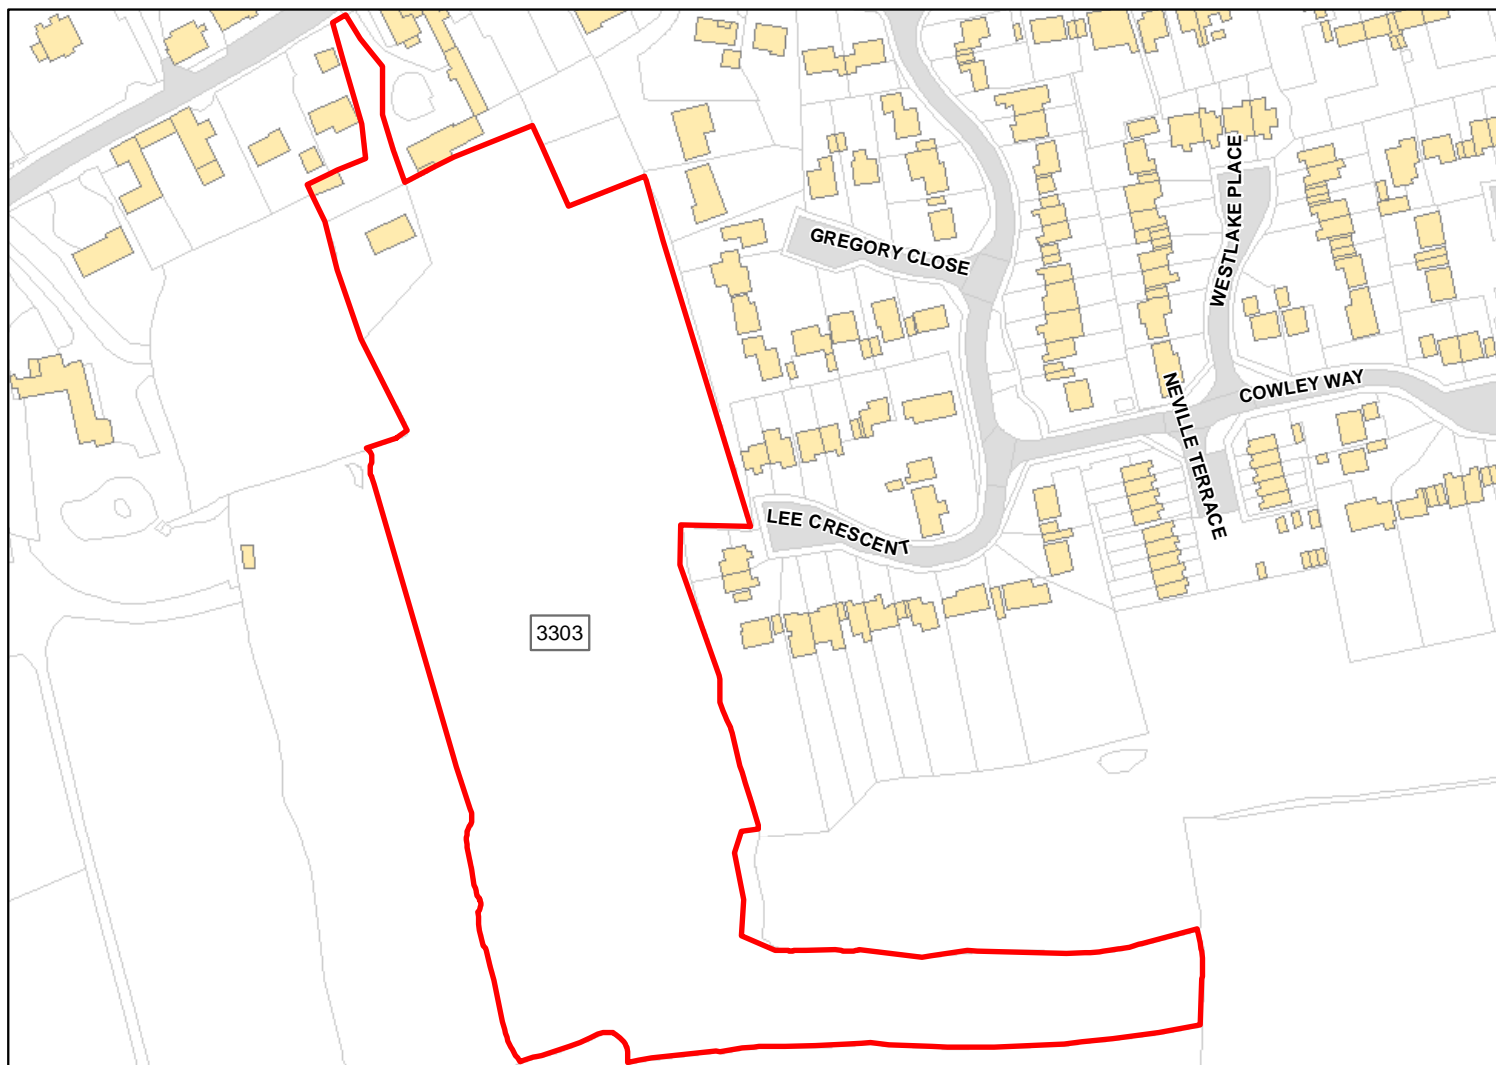 WESTLAKE PLACE
GREGORY CLOSE
COWLEY WAY
NEVILLE TERRACE
LEE CRESCENT
3303